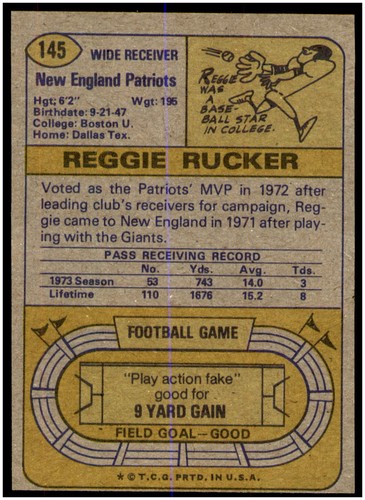 145
WIDE RECEIVER
New England Patriots
Hgt: 6'2" Wgt: 195
Birthdate: 9-21-47
College: Boston U.
Home: Dallas Tex.
REGGIE
WAS
A
BASE-
BALL STAR
IN COLLEGE.
REGGIE RUCKER
Voted as the Patriots' MVP in 1972 after
leading club's receivers for campaign, Reg-
gie came to New England in 1971 after play-
ing with the Giants.
PASS RECEIVING RECORD
No. Yds. Avg. Tds.
1973 Season 53 743 14.0 3
Lifetime 110 1676 15.2 8
FOOTBALL GAME
"Play action fake"
good for
9 YARD GAIN
FIELD GOAL—GOOD
* © T.C.G. PRTD. IN U.S.A.